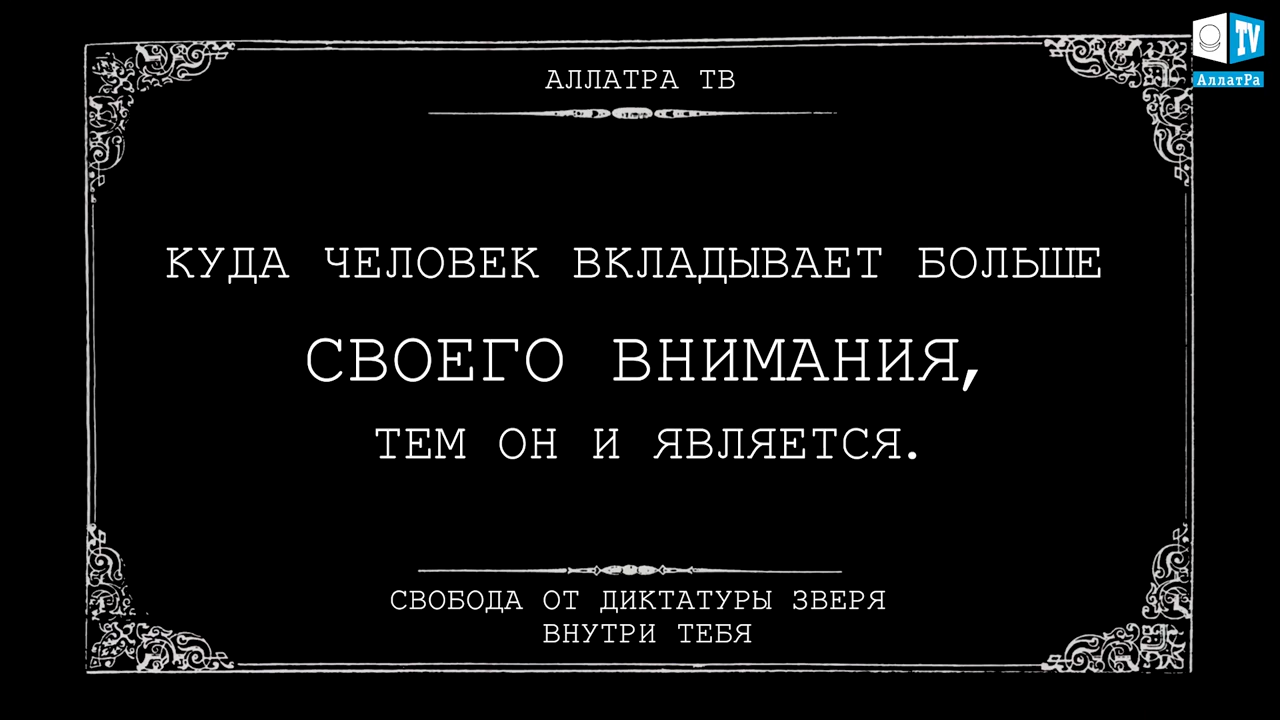 TV
АллатРа
АЛЛАТРА ТВ
КУДА ЧЕЛОВЕК ВКЛАДЫВАЕТ БОЛЬШЕ
СВОЕГО ВНИМАНИЯ,
ТЕМ ОН И ЯВЛЯЕТСЯ.
СВОБОДА ОТ ДИКТАТУРЫ ЗВЕРЯ
ВНУТРИ ТЕБЯ